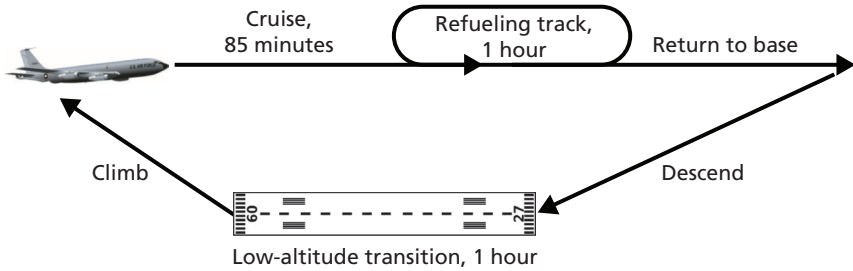 Cruise,
85 minutes
Refueling track,
1 hour
Return to base
Climb
Descend
09
27
Low-altitude transition, 1 hour